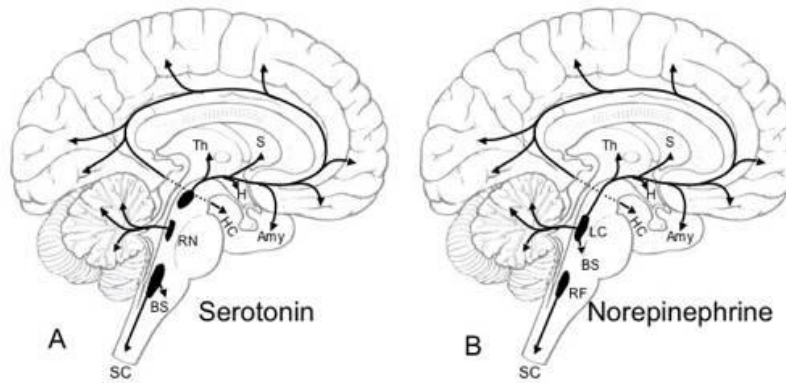 Th
S
H
HC
Amy
RN
BS
Serotonin
A
SC
Th
S
H
HC
Amy
LC
BS
RF
Norepinephrine
B
SC